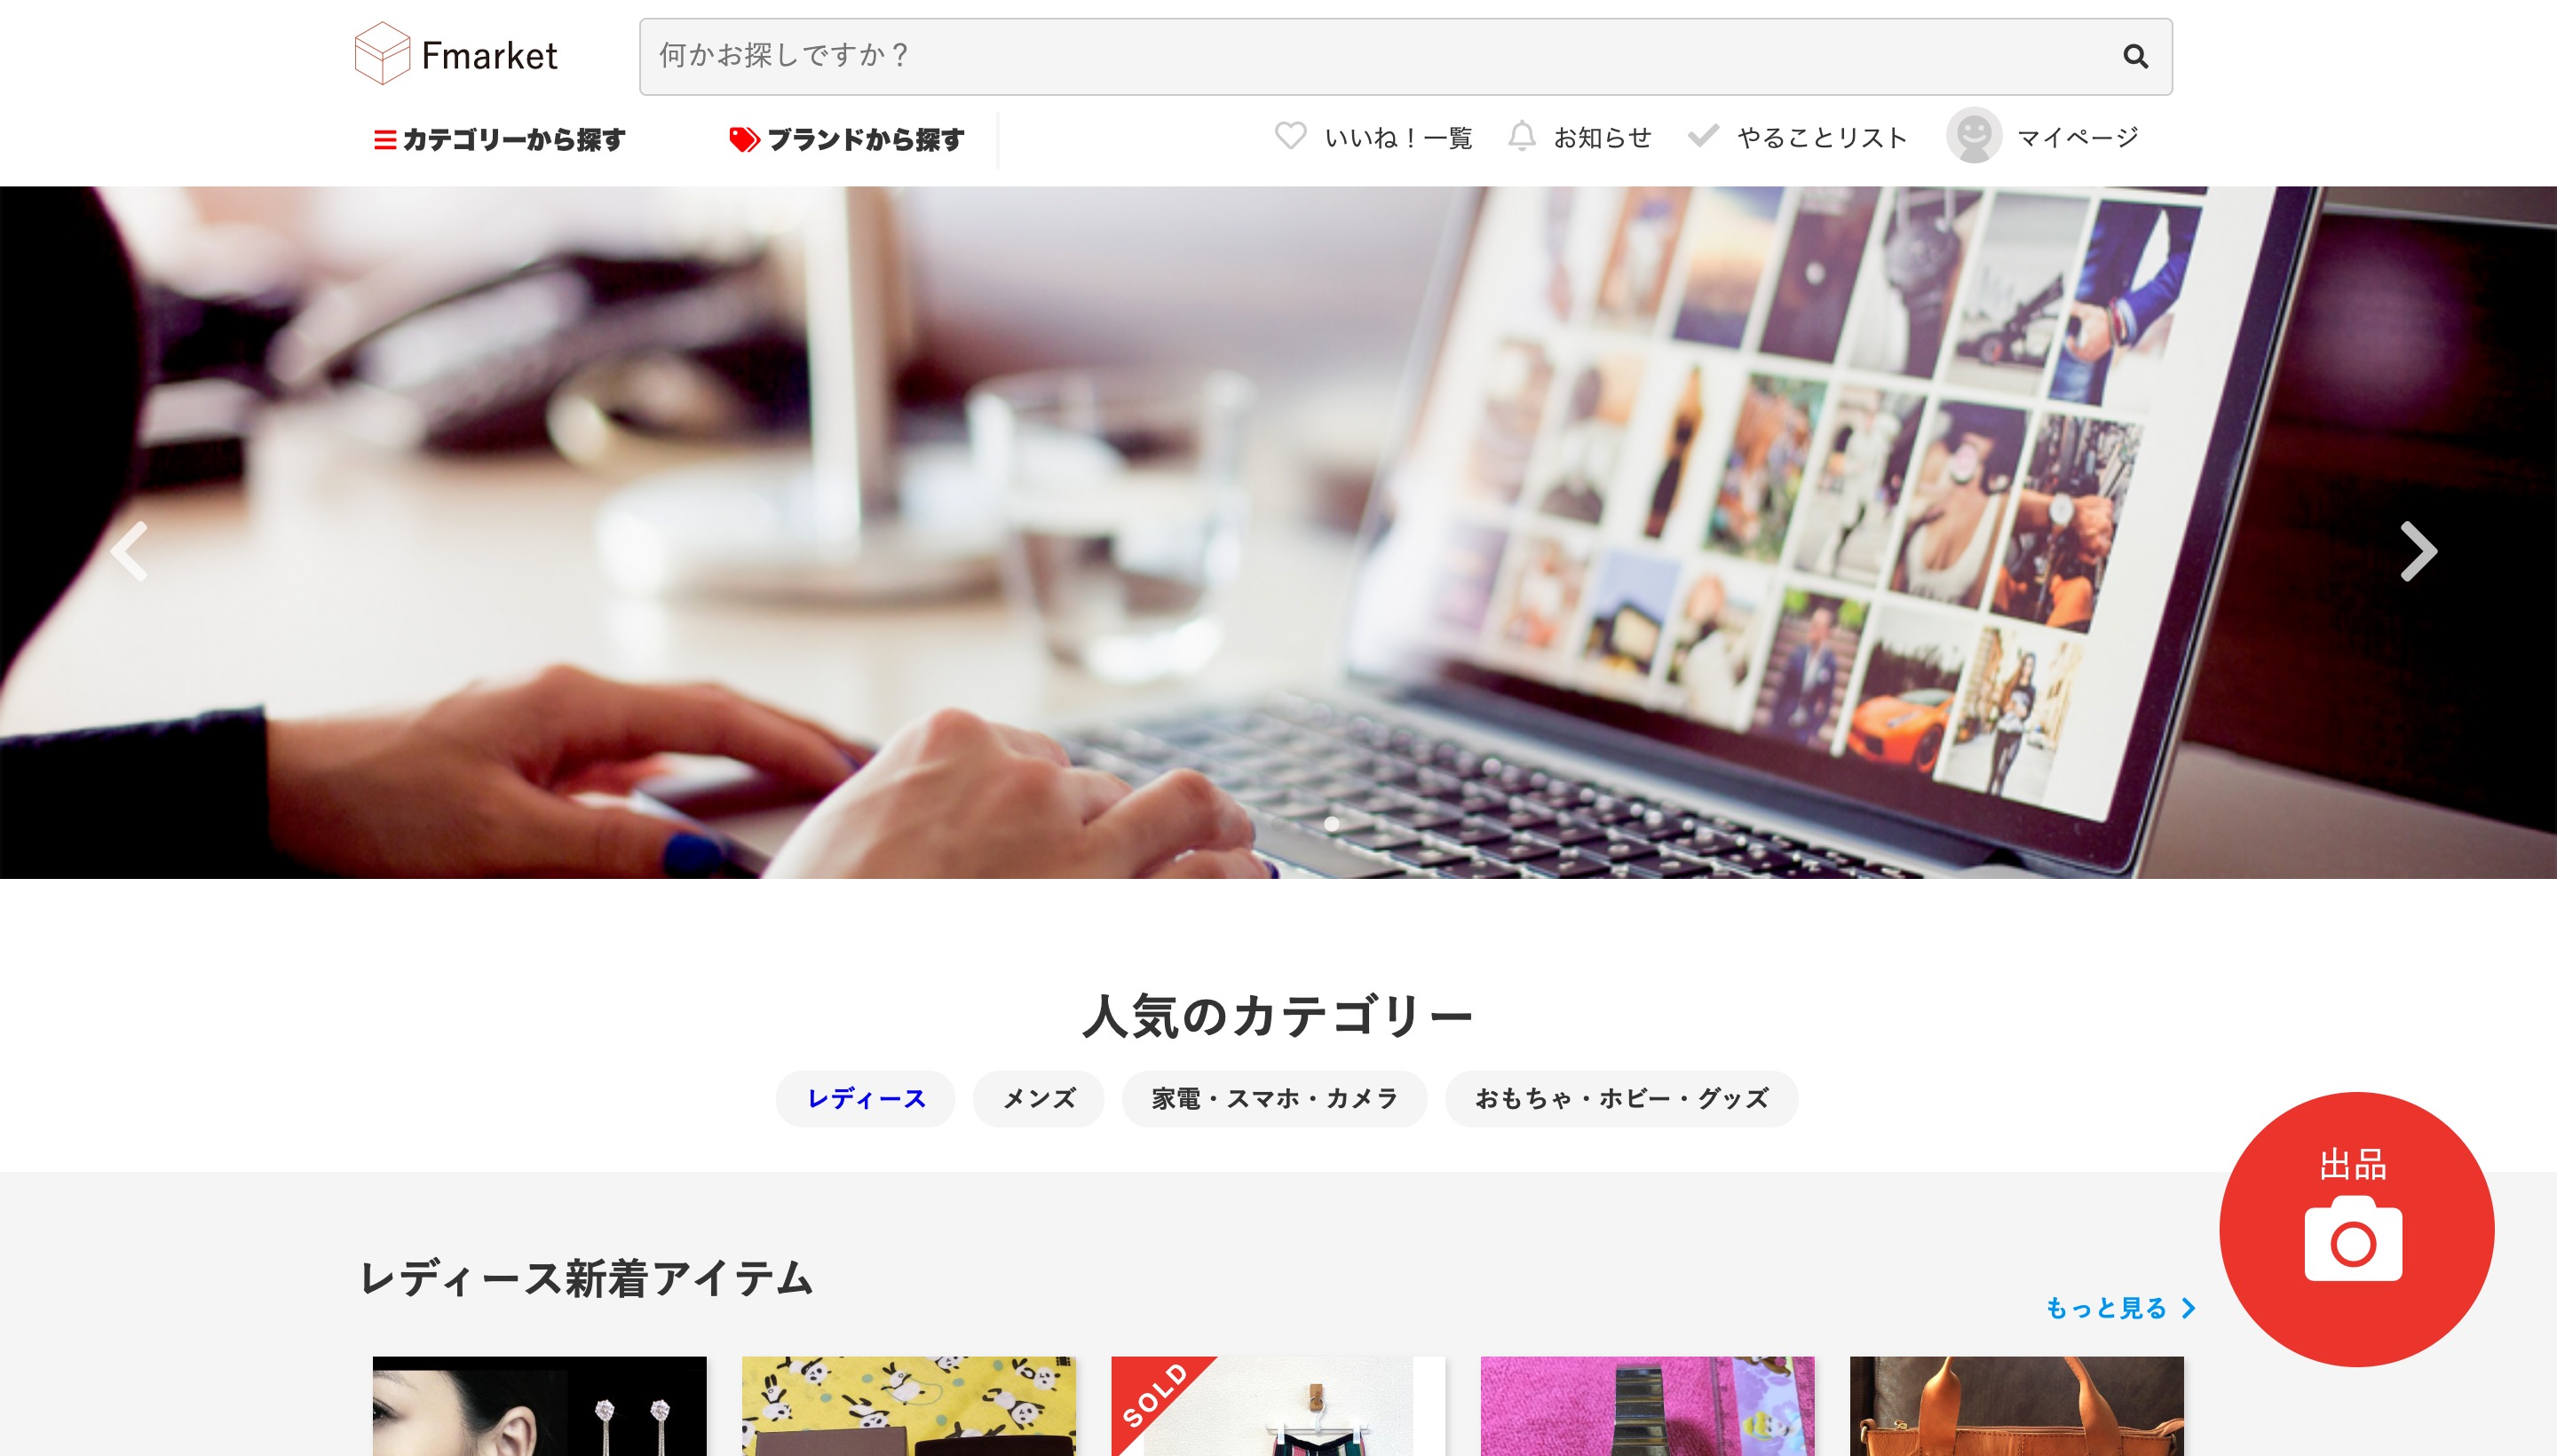 Fmarket
何かお探しですか？
カテゴリーから探す
ブランドから探す
いいね！一覧
お知らせ
やることリスト
マイページ
人気のカテゴリー
レディース
メンズ
家電・スマホ・カメラ
おもちゃ・ホビー・グッズ
出品
レディース新着アイテム
もっと見る
SOLD